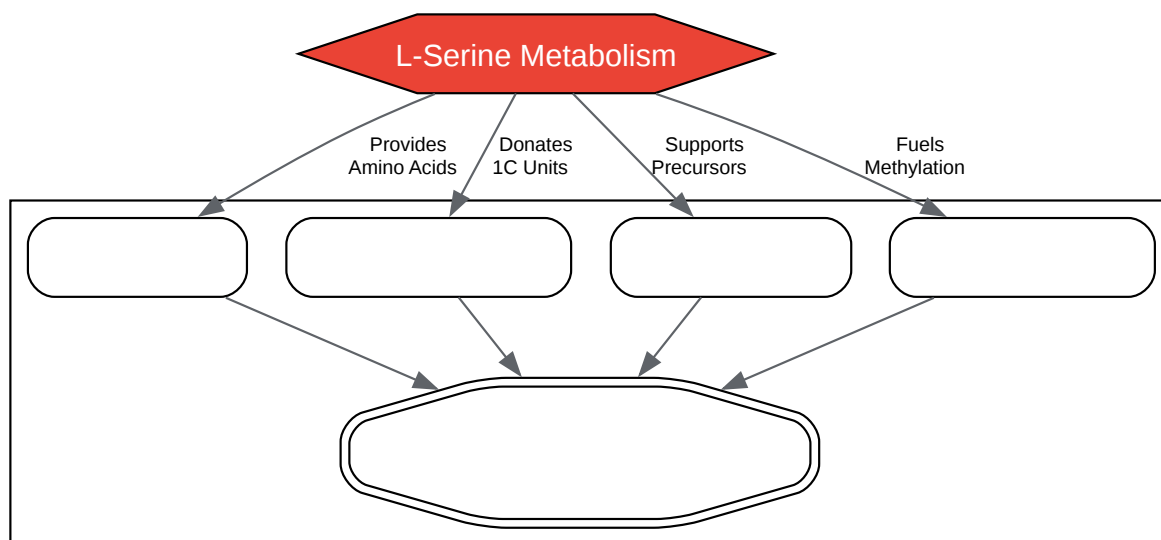 L-Serine Metabolism
Provides
Amino Acids
Donates
1C Units
Supports
Precursors
Fuels
Methylation